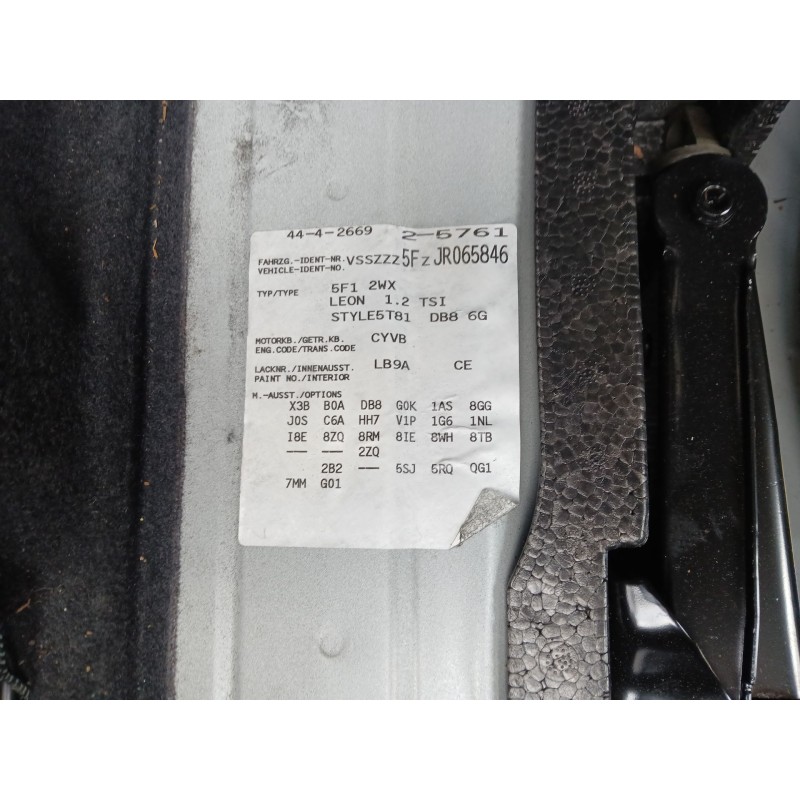 44-4-2669 2-5761
FAHRZG.-IDENT-NR. VSSZZZ5FZJR065846
VEHICLE-IDENT-NO.
TYP/TYPE 5F1 2WX
LEON 1.2 TSI
STYLE5T81 DB8 6G
MOTORKB./GETR.KB. CYVB
ENG.CODE/TRANS.CODE
LACKNR./INNENAUSST. LB9A CE
PAINT NO./INTERIOR
M.-AUSST./OPTIONS
X3B B0A DB8 G0K 1AS 8GG
J0S C6A HH7 V1P 1G6 1NL
I8E 8ZQ 8RM 8IE 8WH 8TB
--- --- 2ZQ
2B2 --- 5SJ 5RQ QG1
7MM G01